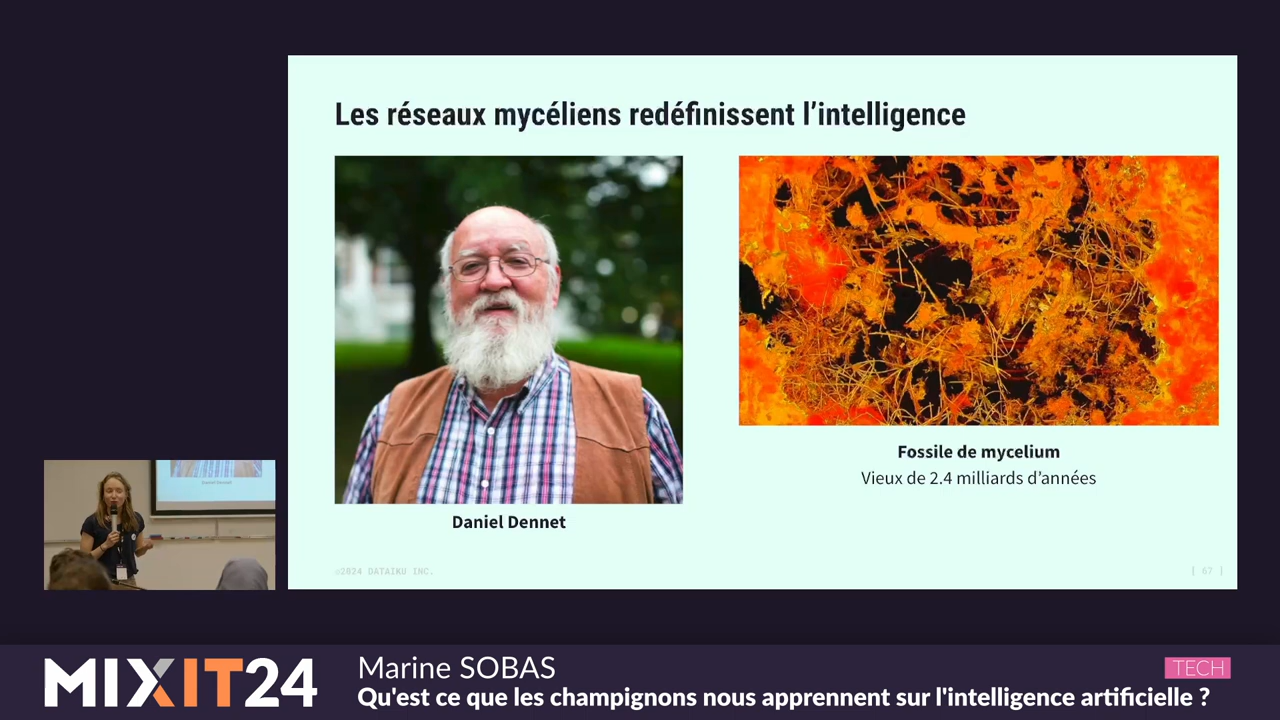 Les réseaux mycéliens redéfinissent l'intelligence
Daniel Dennet
Fossile de mycelium
Vieux de 2.4 milliards d'années
©2024 DATAIKU INC.
| 67 |
MIXIT24
Marine SOBAS
TECH
Qu'est ce que les champignons nous apprennent sur l'intelligence artificielle ?